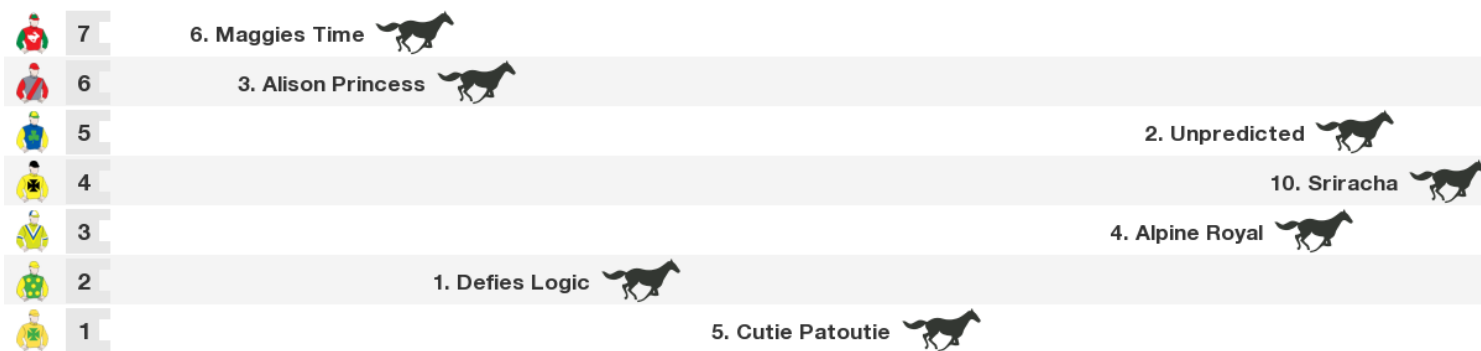 7 6. Maggies Time
6 3. Alison Princess
5 2. Unpredicted
4 10. Sriracha
3 4. Alpine Royal
2 1. Defies Logic
1 5. Cutie Patoutie